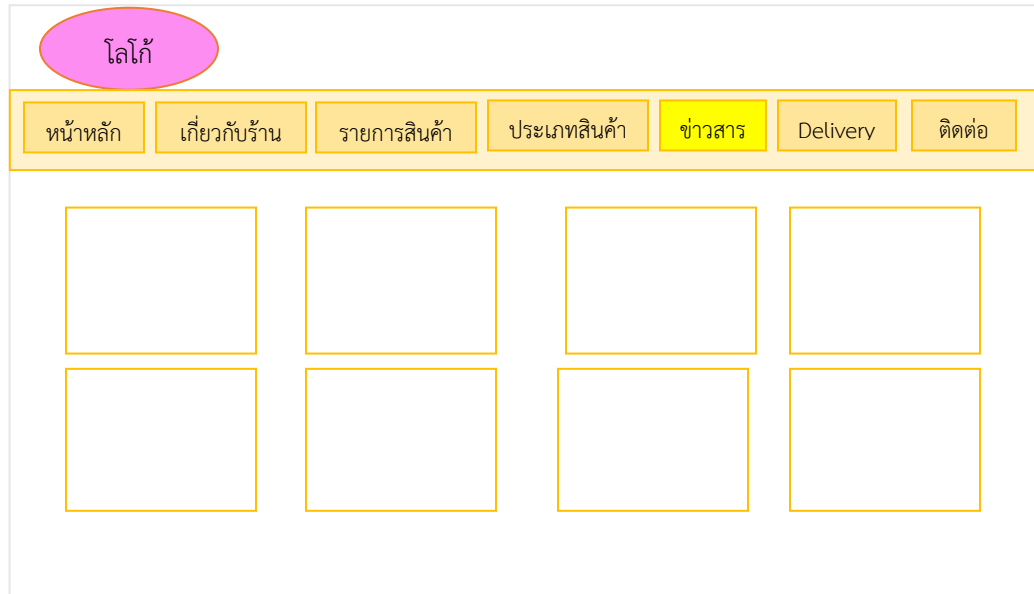 โลโก้
หน้าหลัก เกี่ยวกับร้าน รายการสินค้า ประเภทสินค้า ข่าวสาร Delivery ติดต่อ